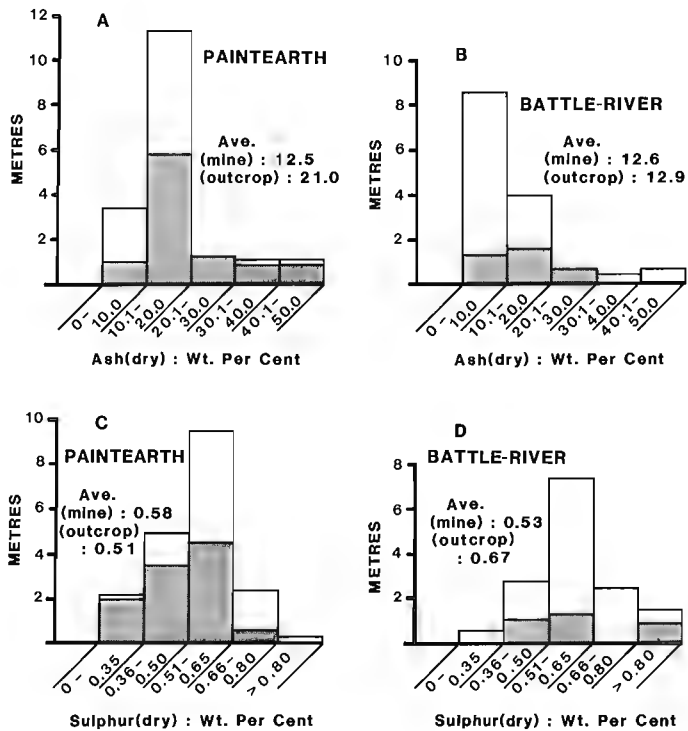 A
PAINTEARTH
12
10
8
6
4
2
METRES
Ave.
(mine) : 12.5
(outcrop) : 21.0
0-10.0
10.1-20.0
20.1-30.0
30.1-40.0
40.1-50.0
Ash(dry) : Wt. Per Cent
B
BATTLE-RIVER
10
8
6
4
2
METRES
Ave.
(mine) : 12.6
(outcrop) : 12.9
0-10.0
10.1-20.0
20.1-30.0
30.1-40.0
40.1-50.0
Ash(dry) : Wt. Per Cent
C
PAINTEARTH
10
8
6
4
2
METRES
Ave.
(mine) : 0.58
(outcrop)
: 0.51
0-0.35
0.36-0.50
0.51-0.65
0.66-0.80
>0.80
Sulphur(dry) : Wt. Per Cent
D
BATTLE-RIVER
8
6
4
2
METRES
Ave.
(mine) : 0.53
(outcrop)
: 0.67
0-0.35
0.36-0.50
0.51-0.65
0.66-0.80
>0.80
Sulphur(dry) : Wt. Per Cent